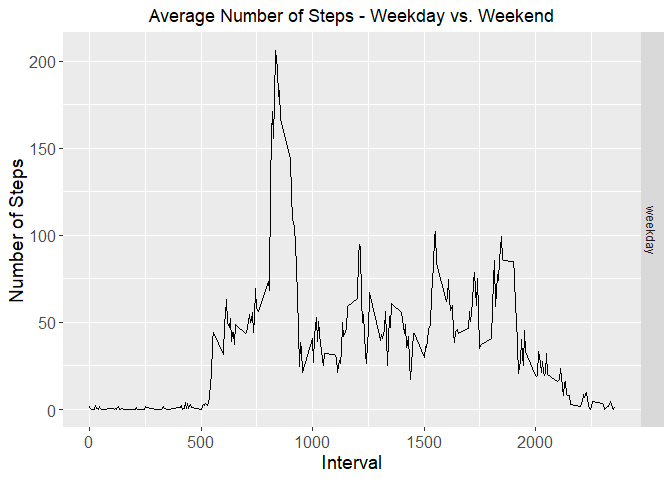 Average Number of Steps - Weekday vs. Weekend
200
150
100
50
0
Number of Steps
weekday
0 500 1000 1500 2000
Interval